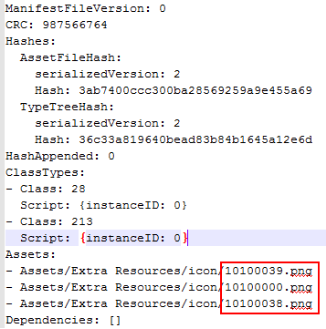 ManifestFileVersion: 0
CRC: 987566764
Hashes:
  AssetFileHash:
    serializedVersion: 2
    Hash: 3ab7400ccc300ba28569259a9e455a69
  TypeTreeHash:
    serializedVersion: 2
    Hash: 36c33a819640bead83b84b1645a12e6d
HashAppended: 0
ClassTypes:
- Class: 28
  Script: {instanceID: 0}
- Class: 213
  Script: {instanceID: 0}
Assets:
- Assets/Extra Resources/icon/10100039.png
- Assets/Extra Resources/icon/10100000.png
- Assets/Extra Resources/icon/10100038.png
Dependencies: []